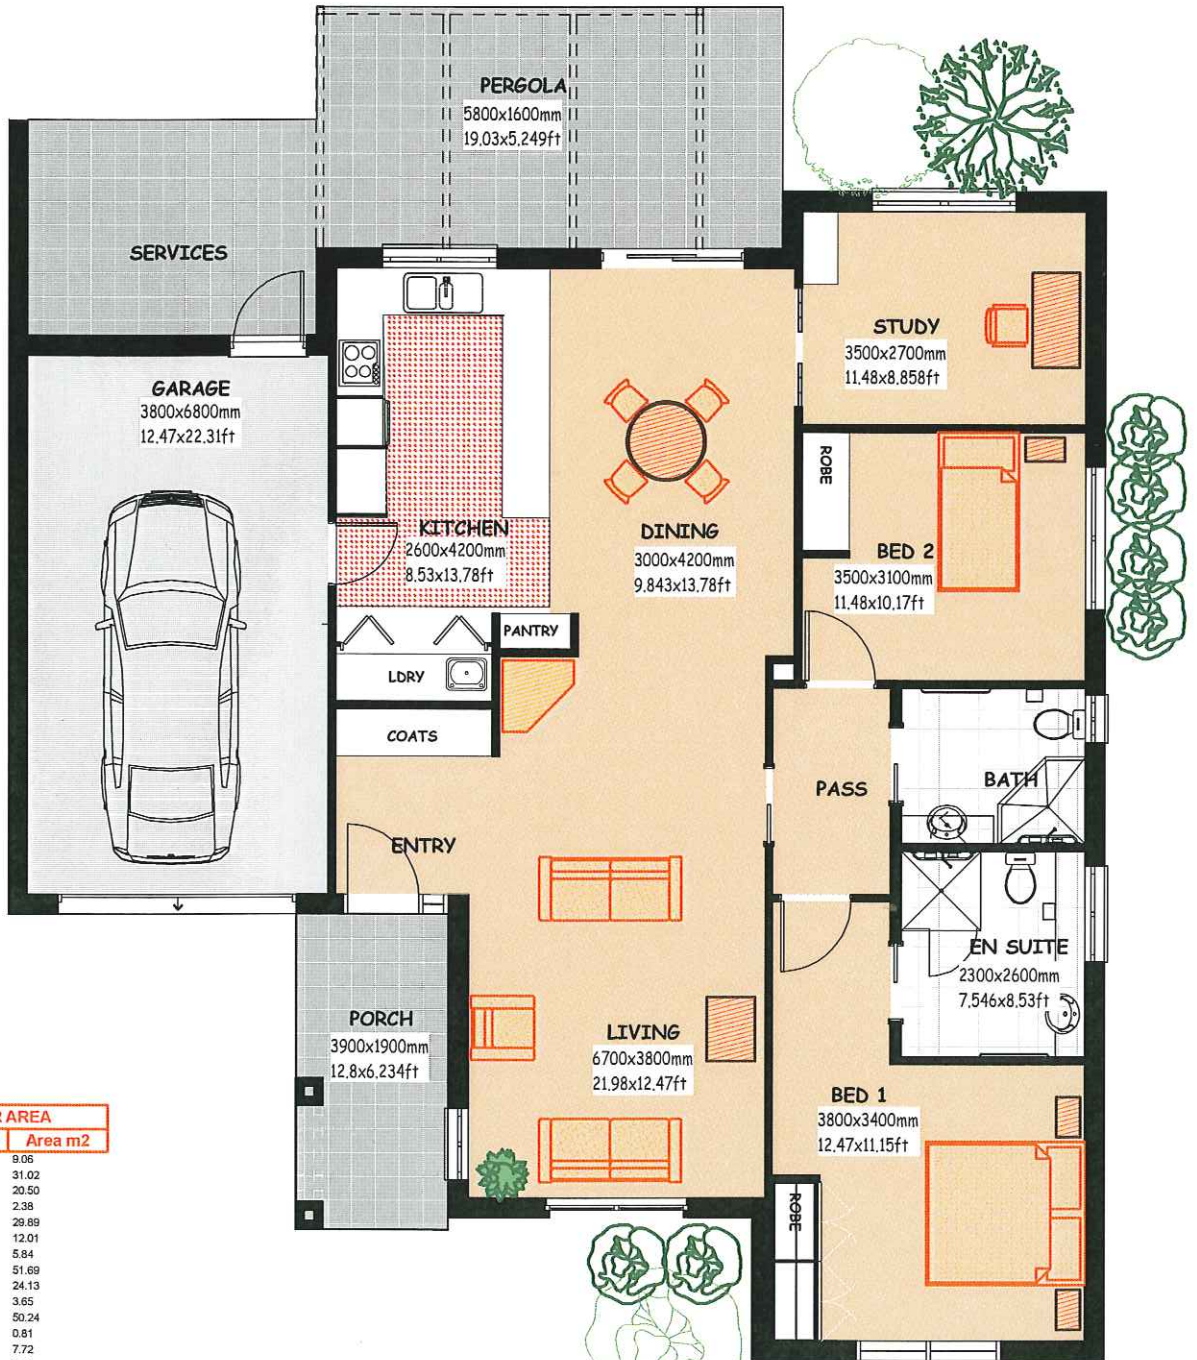 PERGOLA
5800x1600mm
19.03x5.249ft
SERVICES
STUDY
3500x2700mm
11.48x8.858ft
GARAGE
3800x6800mm
12.47x22.31ft
ROBE
KITCHEN
2600x4200mm
8.53x13.78ft
DINING
3000x4200mm
9.843x13.78ft
BED 2
3500x3100mm
11.48x10.17ft
PANTRY
LDRY
COATS
PASS
BATH
ENTRY
EN SUITE
2300x2600mm
7.546x8.53ft
PORCH
3900x1900mm
12.8x6.234ft
LIVING
6700x3800mm
21.98x12.47ft
BED 1
3800x3400mm
12.47x11.15ft
ROBE
AREA
Area m2
9.06
31.02
20.50
2.38
29.89
12.01
5.84
51.69
24.13
3.65
50.24
0.81
7.72